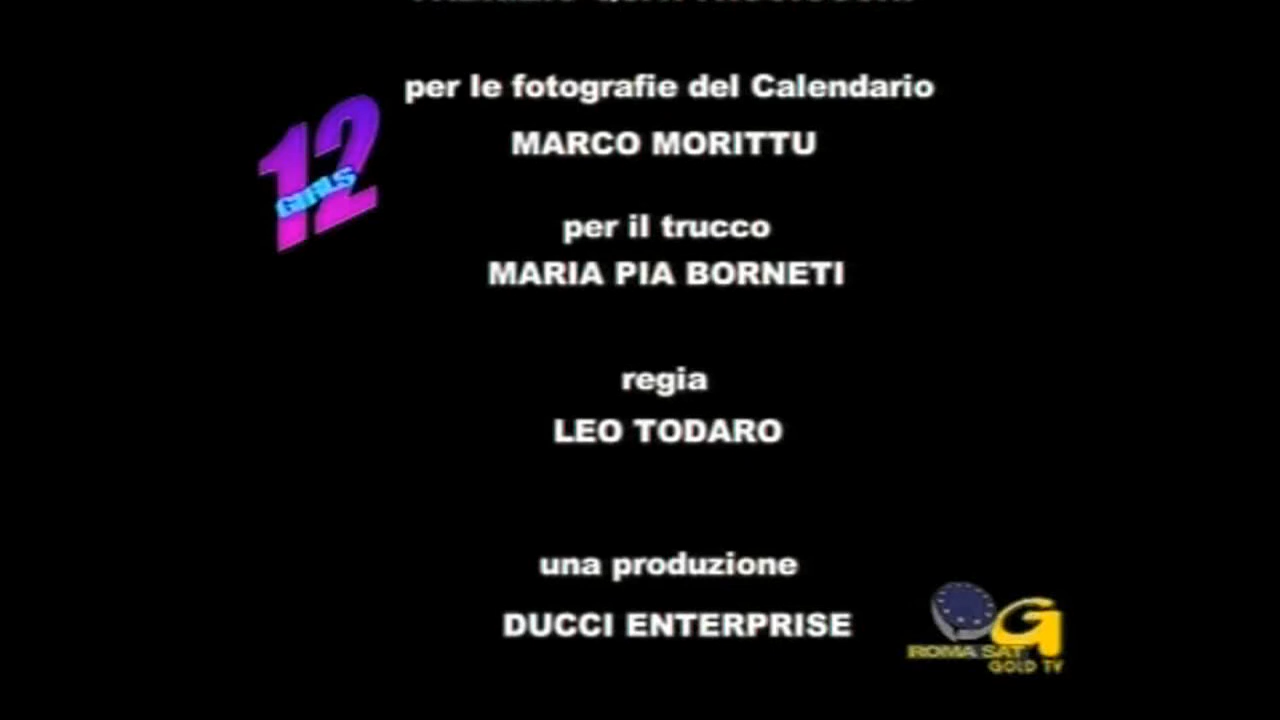 per le fotografie del Calendario
MARCO MORITTU
12
GIRLS
per il trucco
MARIA PIA BORNETI
regia
LEO TODARO
una produzione
DUCCI ENTERPRISE
G
ROMA SAT
GOLD TV